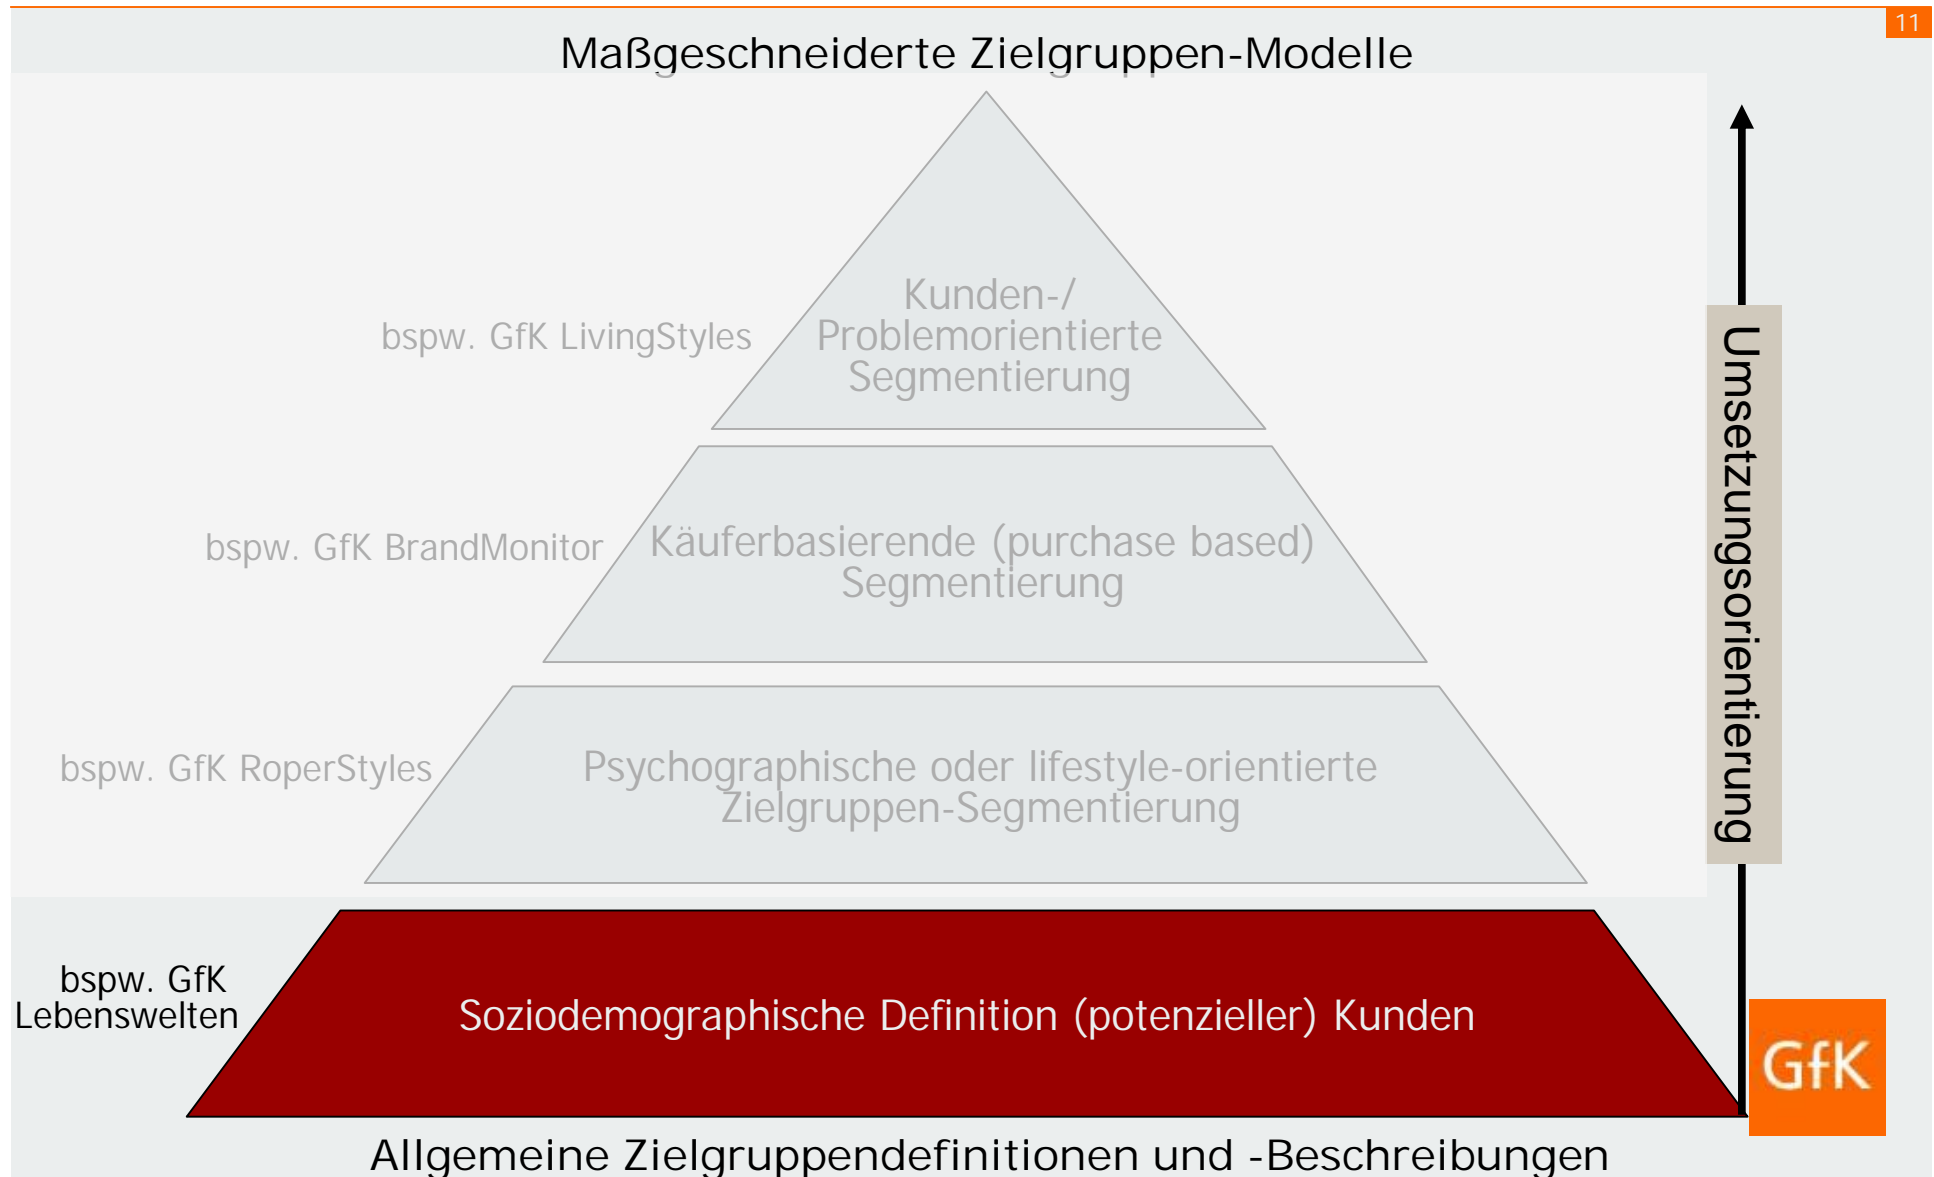 11
Maßgeschneiderte Zielgruppen-Modelle
Kunden-/
Problemorientierte
Segmentierung
bspw. GfK LivingStyles
Käuferbasierende (purchase based)
Segmentierung
bspw. GfK BrandMonitor
Psychographische oder lifestyle-orientierte
Zielgruppen-Segmentierung
bspw. GfK RoperStyles
Umsetzungsorientierung
bspw. GfK
Lebenswelten
Soziodemographische Definition (potenzieller) Kunden
GfK
Allgemeine Zielgruppendefinitionen und -Beschreibungen